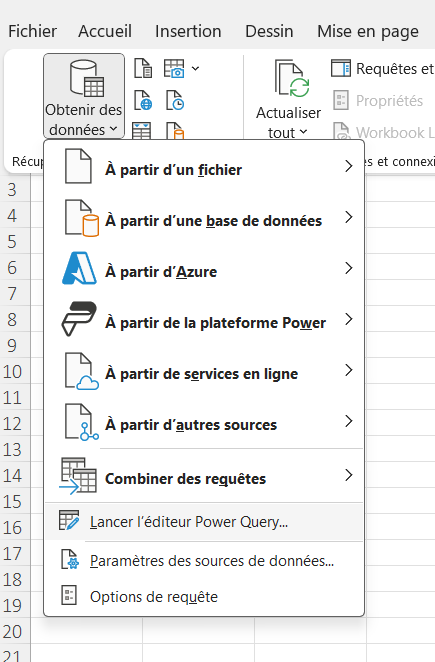 Fichier Accueil Insertion Dessin Mise en page
Obtenir des
données
Requêtes et
Actualiser
tout
Propriétés
Workbook L
Récup
es et connexi
À partir d’un fichier
À partir d’une base de données
À partir d’Azure
À partir de la plateforme Power
À partir de services en ligne
À partir d’autres sources
Combiner des requêtes
Lancer l’éditeur Power Query...
Paramètres des sources de données...
Options de requête
3
4
5
6
7
8
9
10
11
12
13
14
15
16
17
18
19
20
21